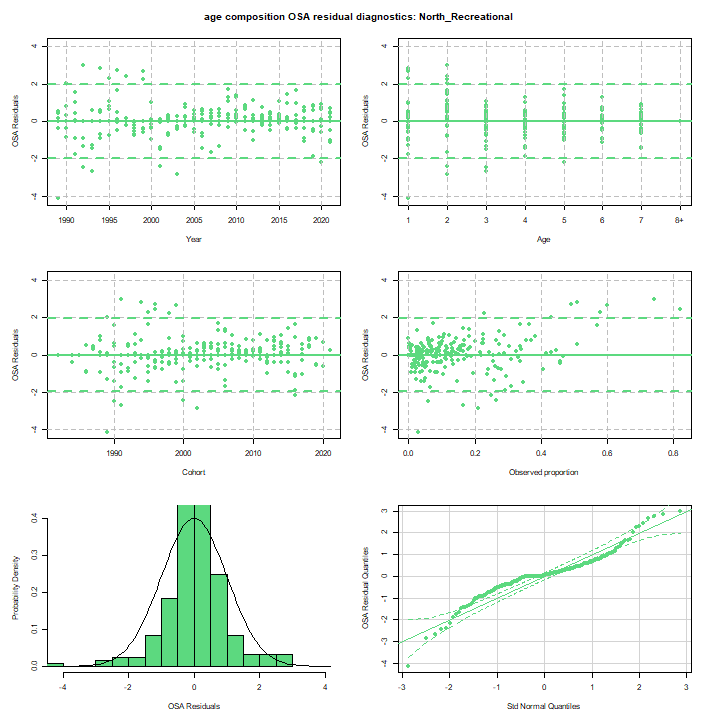 age composition OSA residual diagnostics: North_Recreational
OSA Residuals
4
2
0
-2
-4
1990 1995 2000 2005 2010 2015 2020
Year
OSA Residuals
4
2
0
-2
-4
1 2 3 4 5 6 7 8+
Age
OSA Residuals
4
2
0
-2
-4
1990 2000 2010 2020
Cohort
OSA Residuals
4
2
0
-2
-4
0.0 0.2 0.4 0.6 0.8
Observed proportion
Probability Density
0.4
0.3
0.2
0.1
0.0
-4 -2 0 2 4
OSA Residuals
OSA Residual Quantiles
3
2
1
0
-1
-2
-3
-4
-3 -2 -1 0 1 2 3
Std Normal Quantiles